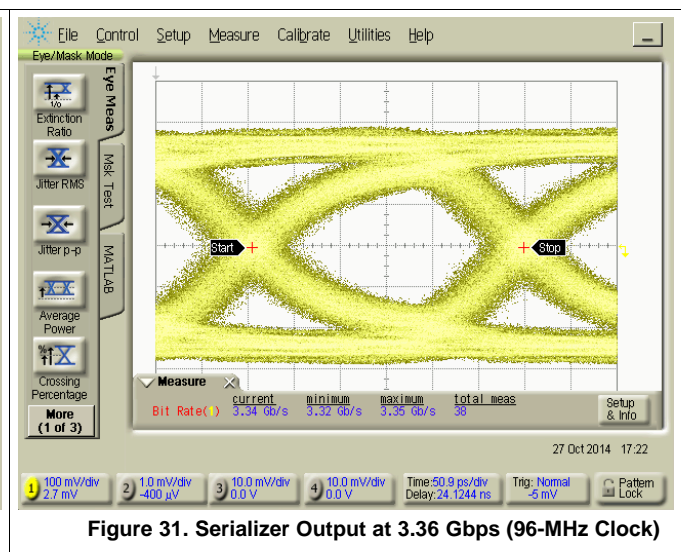 File Control Setup Measure Calibrate Utilities Help
Eye/Mask Mode
Eye Meas
Msk Test
MATLAB
1/0
Extinction
Ratio
Jitter RMS
Jitter p-p
Average
Power
%
Crossing
Percentage
More
(1 of 3)
Start
Stop
Measure
current minimum maximum total meas
Bit Rate(1) 3.34 Gb/s 3.32 Gb/s 3.35 Gb/s 38
Setup
& Info
27 Oct 2014 17:22
1 100 mV/div
2.7 mV
2 1.0 mV/div
-400 µV
3 10.0 mV/div
0.0 V
4 10.0 mV/div
0.0 V
Time:50.9 ps/div
Delay:24.1244 ns
Trig: Normal
-5 mV
Pattern
Lock
Figure 31. Serializer Output at 3.36 Gbps (96-MHz Clock)